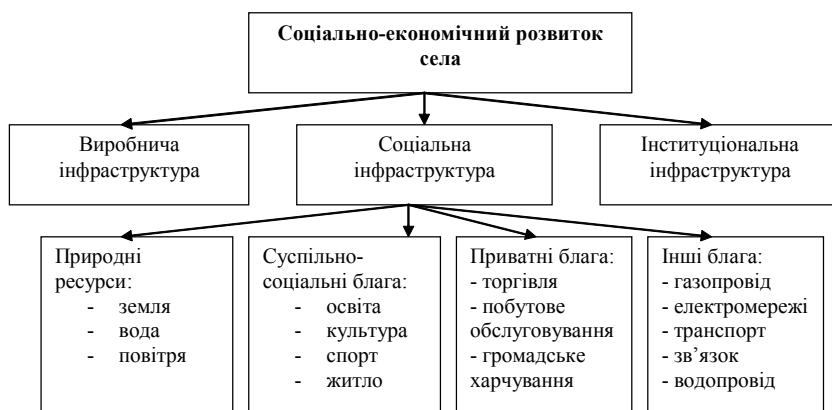 Соціально-економічний розвиток
села
Виробнича
інфраструктура
Соціальна
інфраструктура
Інституціональна
інфраструктура
Природні
ресурси:
- земля
- вода
- повітря
Суспільно-
соціальні блага:
- освіта
- культура
- спорт
- житло
Приватні блага:
- торгівля
- побутове
обслуговування
- громадське
харчування
Інші блага:
- газопровід
- електромережі
- транспорт
- зв’язок
- водопровід